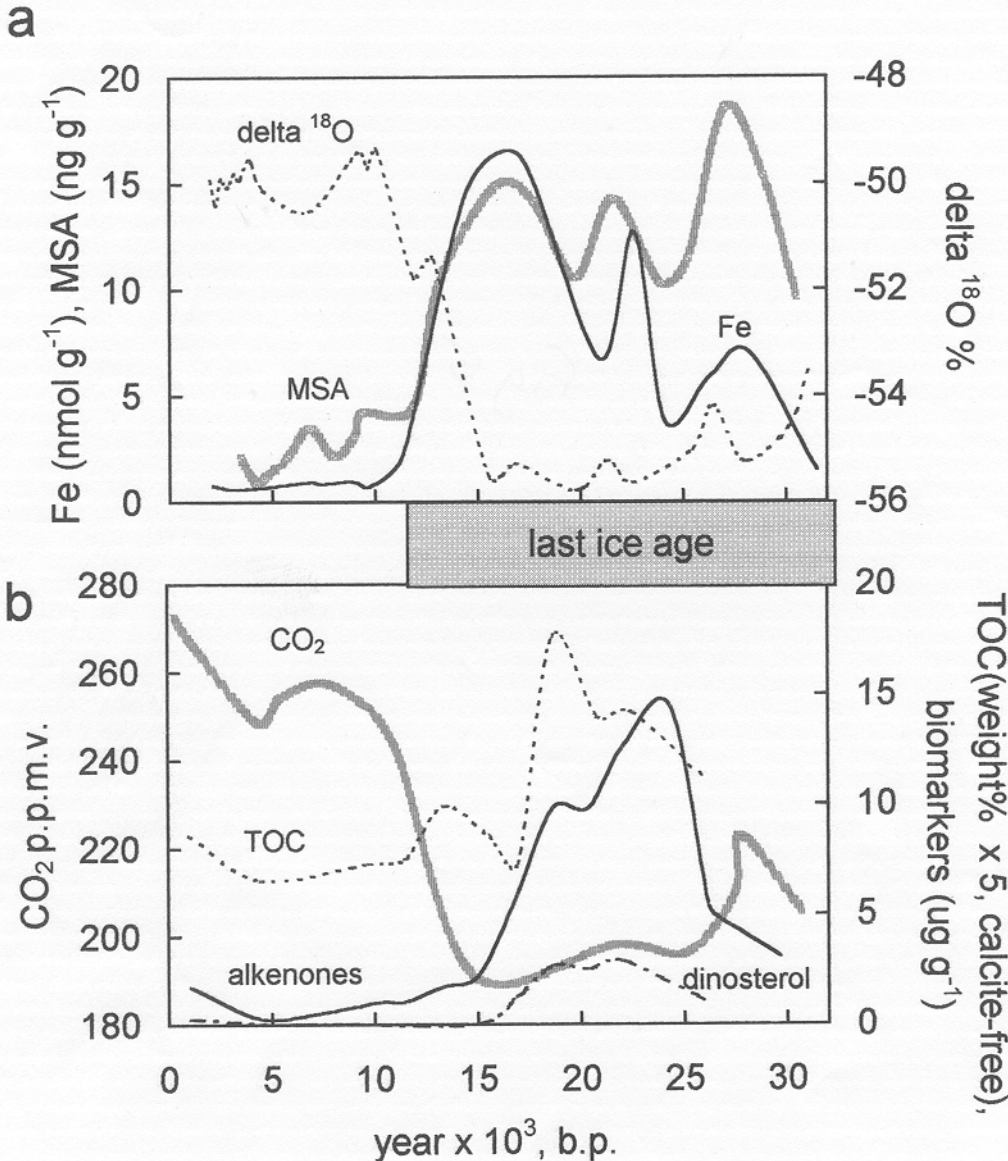 a
20
15
10
5
0
Fe (nmol g⁻¹), MSA (ng g⁻¹)
delta ¹⁸O
MSA
Fe
-48
-50
-52
-54
-56
delta ¹⁸O %
last ice age
b
280
260
240
220
200
180
CO₂ p.p.m.v.
CO₂
TOC
alkenones
dinosterol
20
15
10
5
0
TOC(weight% x 5, calcite-free),
biomarkers (ug g⁻¹)
0 5 10 15 20 25 30
year x 10³, b.p.